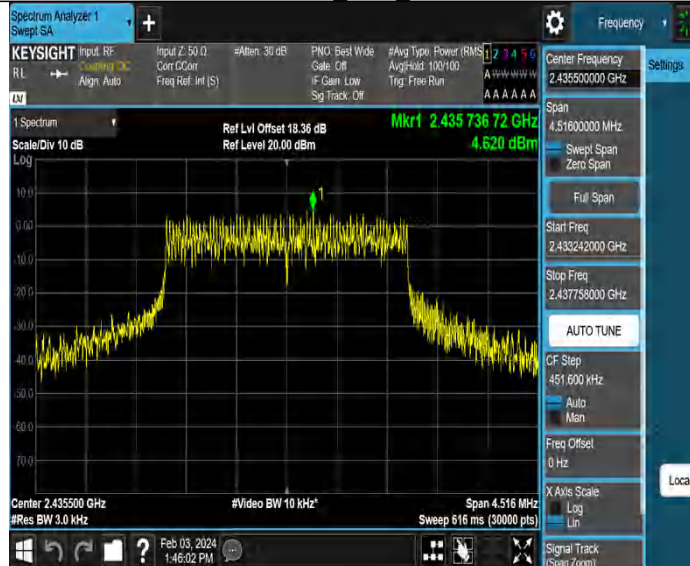 Spectrum Analyzer 1
Swept SA
+
Frequency
KEYSIGHT
RL
Input: RF
Coupling: DC
Align: Auto
Input Z: 50 Ω
Corr CCorr
Freq Ref: Int (S)
#Atten: 30 dB
PNO: Best Wide
Gate: Off
IF Gain: Low
Sig Track: Off
#Avg Type: Power (RMS
Avg|Hold: 100/100
Trig: Free Run
1 2 3 4 5 6
A W W W W W
A A A A A A
LXI
1 Spectrum
Scale/Div 10 dB
Log
Ref Lvl Offset 18.36 dB
Ref Level 20.00 dBm
Mkr1 2.435 736 72 GHz
4.620 dBm
1
10.0
0.00
-10.0
-20.0
-30.0
-40.0
-50.0
-60.0
-70.0
Center 2.435500 GHz
#Res BW 3.0 kHz
#Video BW 10 kHz*
Span 4.516 MHz
Sweep 616 ms (30000 pts)
?
Feb 03, 2024
1:46:02 PM
Center Frequency
2.435500000 GHz
Settings
Span
4.51600000 MHz
Swept Span
Zero Span
Full Span
Start Freq
2.433242000 GHz
Stop Freq
2.437758000 GHz
AUTO TUNE
CF Step
451.600 kHz
Auto
Man
Freq Offset
0 Hz
X Axis Scale
Log
Lin
Loca
Signal Track
(Span Zoom)